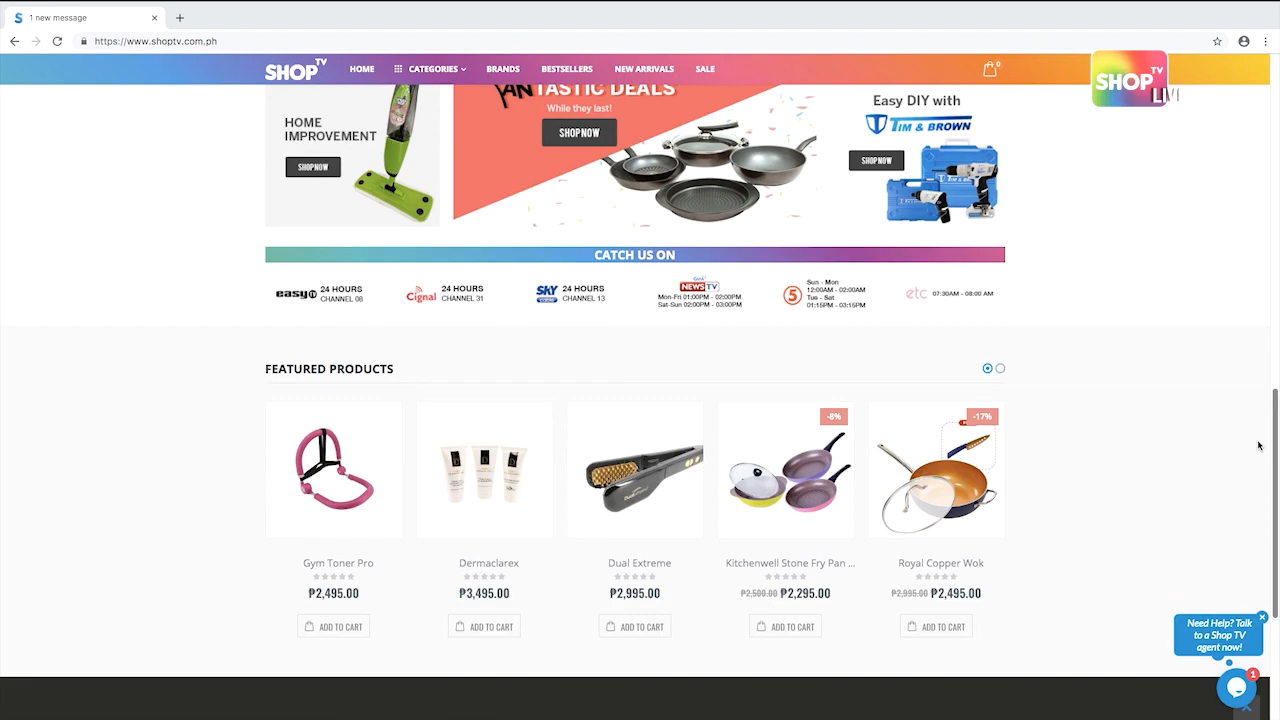 1 new message
https://www.shoptv.com.ph
SHOP TV
HOME
CATEGORIES
BRANDS
BESTSELLERS
NEW ARRIVALS
SALE
0
SHOP TV
LIV
HOME
IMPROVEMENT
SHOP NOW
FANTASTIC DEALS
While they last!
SHOP NOW
Easy DIY with
TIM & BROWN
SHOP NOW
CATCH US ON
easy tv
24 HOURS
CHANNEL 08
Cignal
24 HOURS
CHANNEL 31
SKY
24 HOURS
CHANNEL 13
NEWS TV
Mon-Fri 01:00PM - 02:00PM
Sat-Sun 02:00PM - 03:00PM
5
Sun - Mon
12:00AM - 02:00AM
Tue - Sat
01:15PM - 03:15PM
etc
07:30AM - 08:00 AM
FEATURED PRODUCTS
-8%
-17%
Gym Toner Pro
₱2,495.00
ADD TO CART
Dermaclarex
₱3,495.00
ADD TO CART
Dual Extreme
₱2,995.00
ADD TO CART
Kitchenwell Stone Fry Pan ...
₱2,500.00 ₱2,295.00
ADD TO CART
Royal Copper Wok
₱2,995.00 ₱2,495.00
ADD TO CART
Need Help? Talk
to a Shop TV
agent now!
1